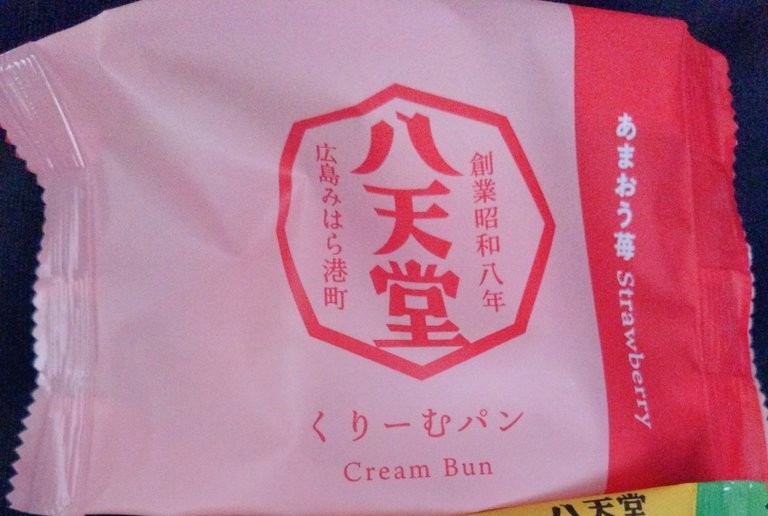 創業昭和八年
八天堂
広島みはら港町
くりーむパン
Cream Bun
あまおう苺 Strawberry
八天堂